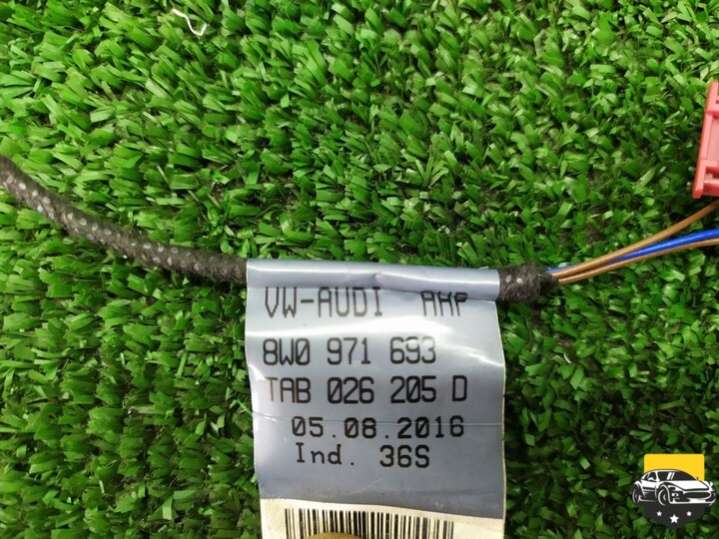 VW-AUDI AHP
8W0 971 693
TAB 026 205 D
05.08.2016
Ind. 36S